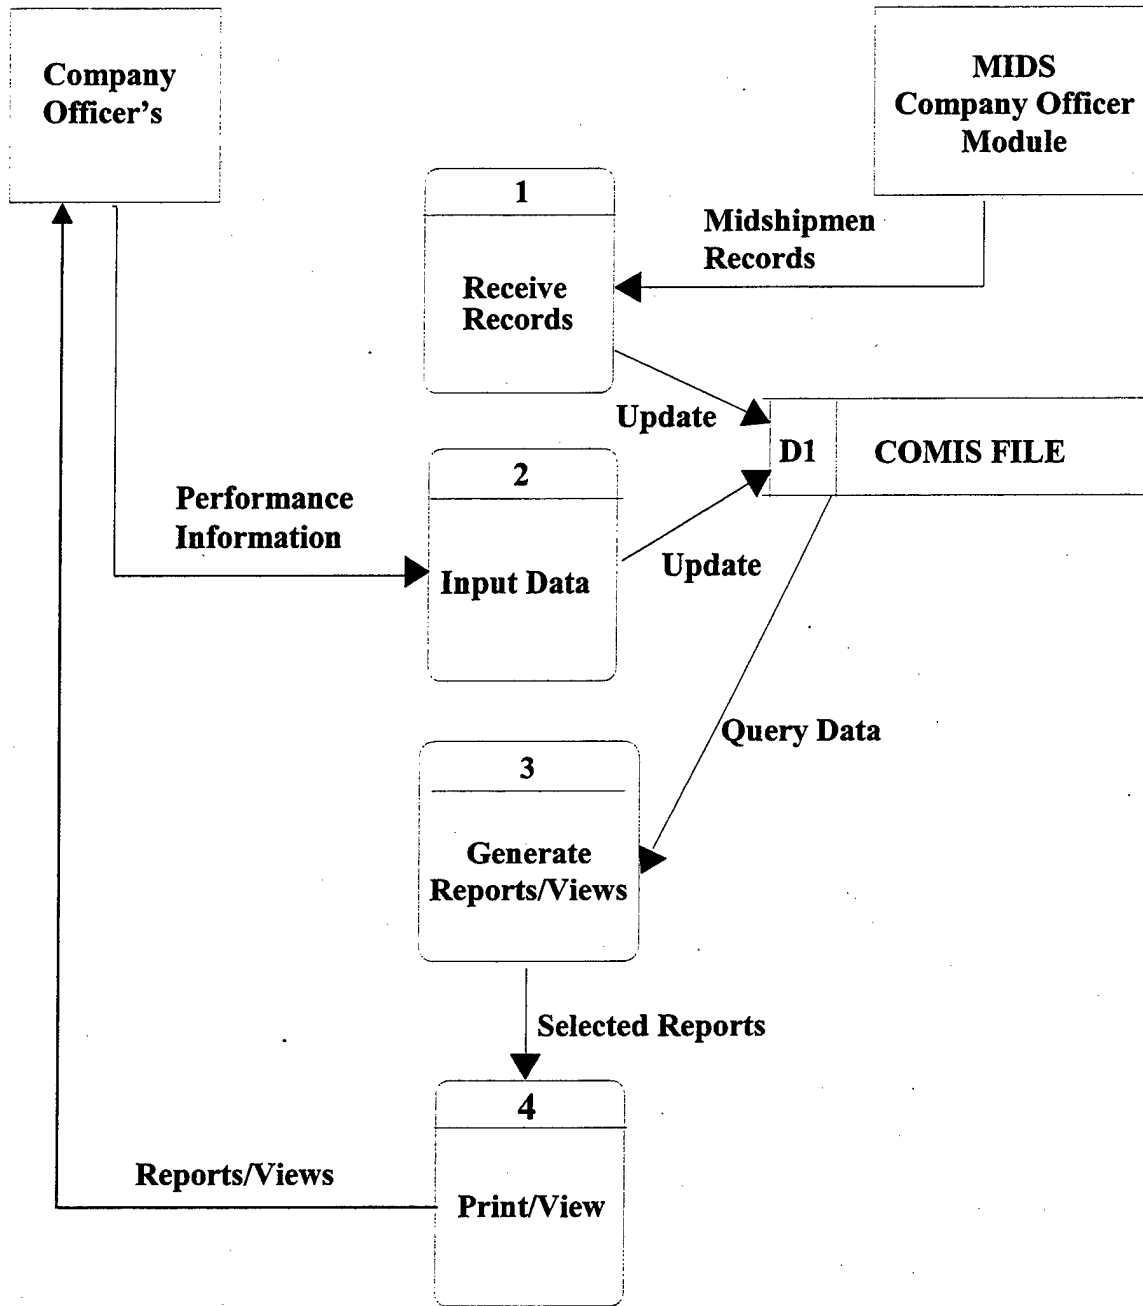 Company
Officer's
MIDS
Company Officer
Module
1
Receive
Records
Midshipmen
Records
Update
D1
COMIS FILE
2
Input Data
Performance
Information
Update
Query Data
3
Generate
Reports/Views
Selected Reports
4
Print/View
Reports/Views